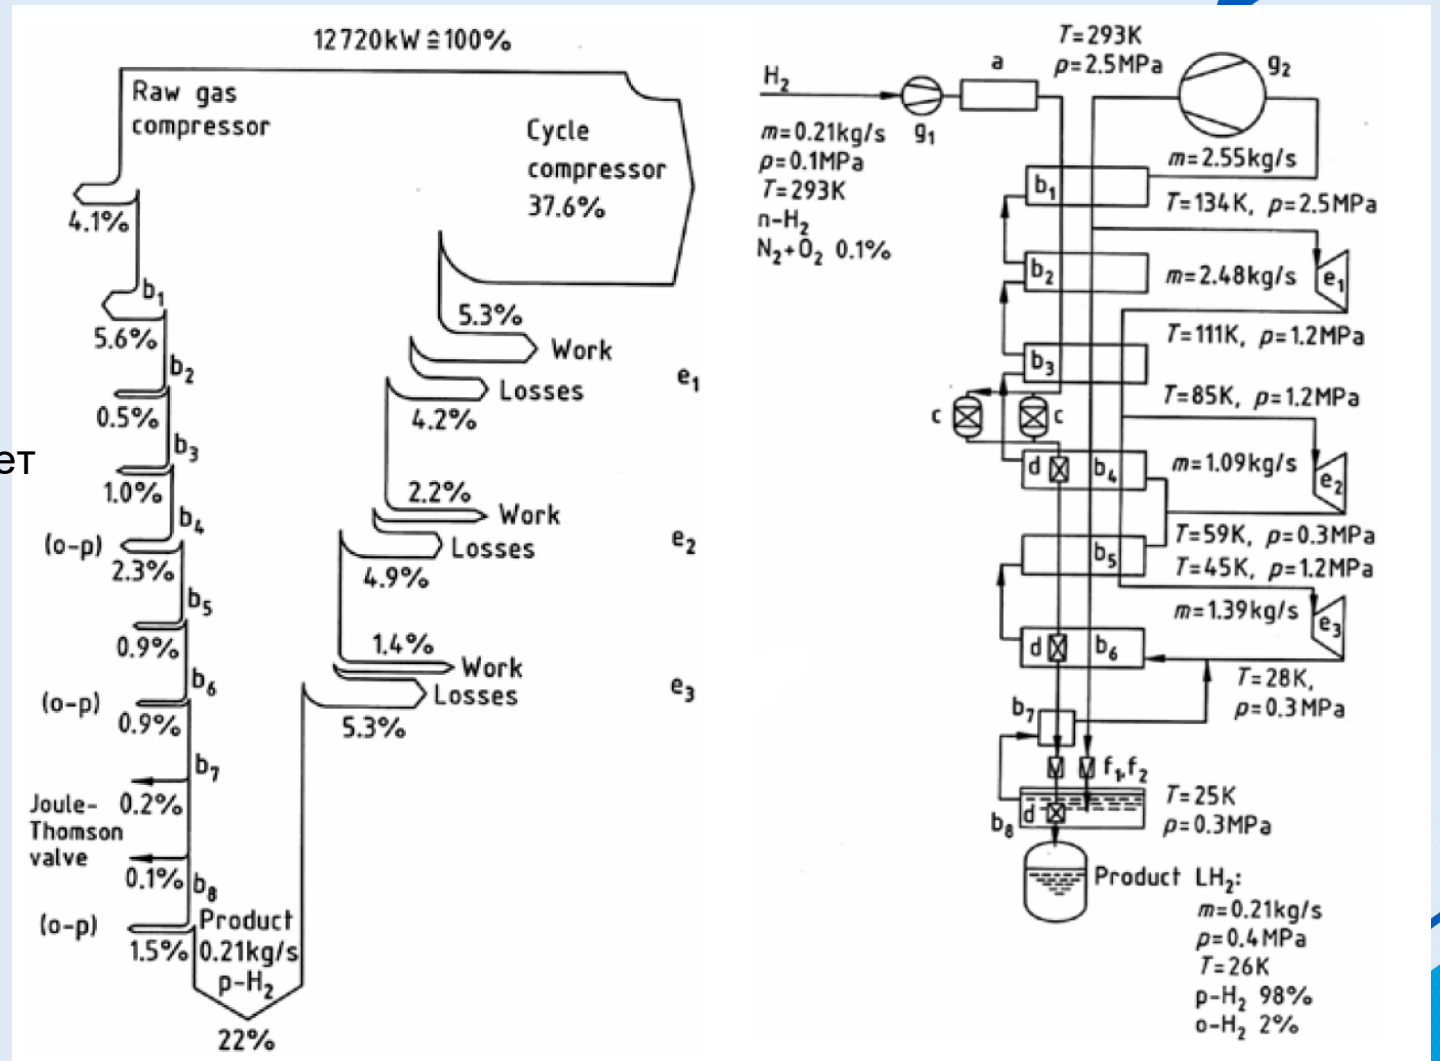 12720kW ≙ 100%
Raw gas
compressor
Cycle
compressor
37.6%
4.1%
b₁
5.6%
b₂
0.5%
b₃
1.0%
b₄
(o-p)
2.3%
b₅
0.9%
b₆
(o-p)
0.9%
b₇
Joule-
Thomson
valve
0.2%
0.1%
b₈
(o-p)
1.5%
Product
0.21kg/s
p-H₂
22%
5.3%
Work
Losses
e₁
4.2%
2.2%
Work
Losses
e₂
4.9%
1.4%
Work
Losses
e₃
5.3%
ет
H₂
g₁
a
T=293K
p=2.5MPa
g₂
m=0.21kg/s
p=0.1MPa
T=293K
n-H₂
N₂+O₂ 0.1%
m=2.55kg/s
b₁
T=134K, p=2.5MPa
b₂
m=2.48kg/s
e₁
T=111K, p=1.2MPa
b₃
T=85K, p=1.2MPa
c
c
d
b₄
m=1.09kg/s
e₂
T=59K, p=0.3MPa
b₅
T=45K, p=1.2MPa
m=1.39kg/s
e₃
d
b₆
T=28K,
p=0.3MPa
b₇
f₁,f₂
T=25K
p=0.3MPa
b₈
d
Product LH₂:
m=0.21kg/s
p=0.4MPa
T=26K
p-H₂ 98%
o-H₂ 2%